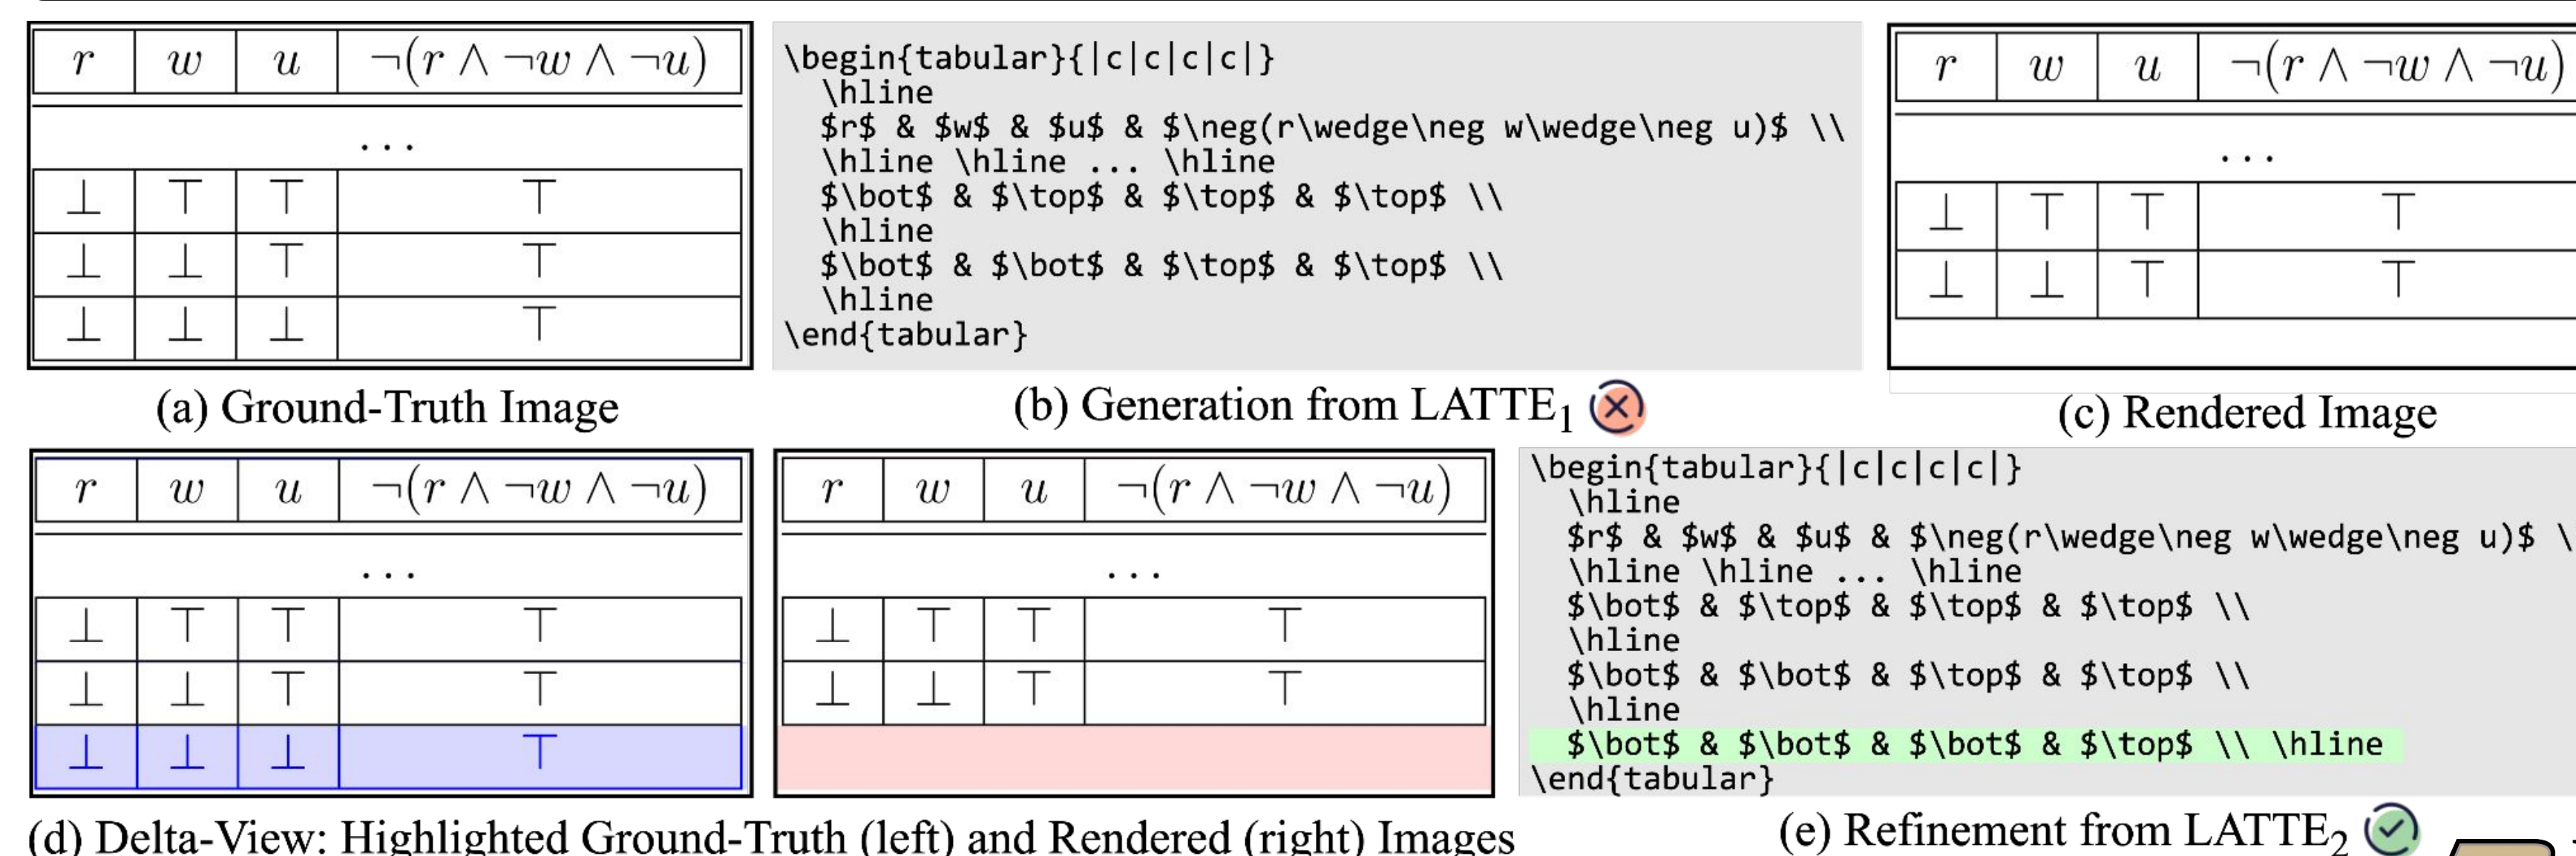 r w u ¬(r ∧ ¬w ∧ ¬u)
...
⊥ ⊤ ⊤ ⊤
⊥ ⊥ ⊤ ⊤
⊥ ⊥ ⊥ ⊤
(a) Ground-Truth Image
\begin{tabular}{|c|c|c|c|}
\hline
$r$ & $w$ & $u$ & $\neg(r\wedge\neg w\wedge\neg u)$ \\
\hline \hline ... \hline
$\bot$ & $\top$ & $\top$ & $\top$ \\
\hline
$\bot$ & $\bot$ & $\top$ & $\top$ \\
\hline
\end{tabular}
(b) Generation from LATTE1
r w u ¬(r ∧ ¬w ∧ ¬u)
...
⊥ ⊤ ⊤ ⊤
⊥ ⊥ ⊤ ⊤
(c) Rendered Image
r w u ¬(r ∧ ¬w ∧ ¬u)
...
⊥ ⊤ ⊤ ⊤
⊥ ⊥ ⊤ ⊤
⊥ ⊥ ⊥ ⊤
r w u ¬(r ∧ ¬w ∧ ¬u)
...
⊥ ⊤ ⊤ ⊤
⊥ ⊥ ⊤ ⊤
(d) Delta-View: Highlighted Ground-Truth (left) and Rendered (right) Images
\begin{tabular}{|c|c|c|c|}
\hline
$r$ & $w$ & $u$ & $\neg(r\wedge\neg w\wedge\neg u)$ \
\hline \hline ... \hline
$\bot$ & $\top$ & $\top$ & $\top$ \\
\hline
$\bot$ & $\bot$ & $\top$ & $\top$ \\
\hline
$\bot$ & $\bot$ & $\bot$ & $\top$ \\ \hline
\end{tabular}
(e) Refinement from LATTE2